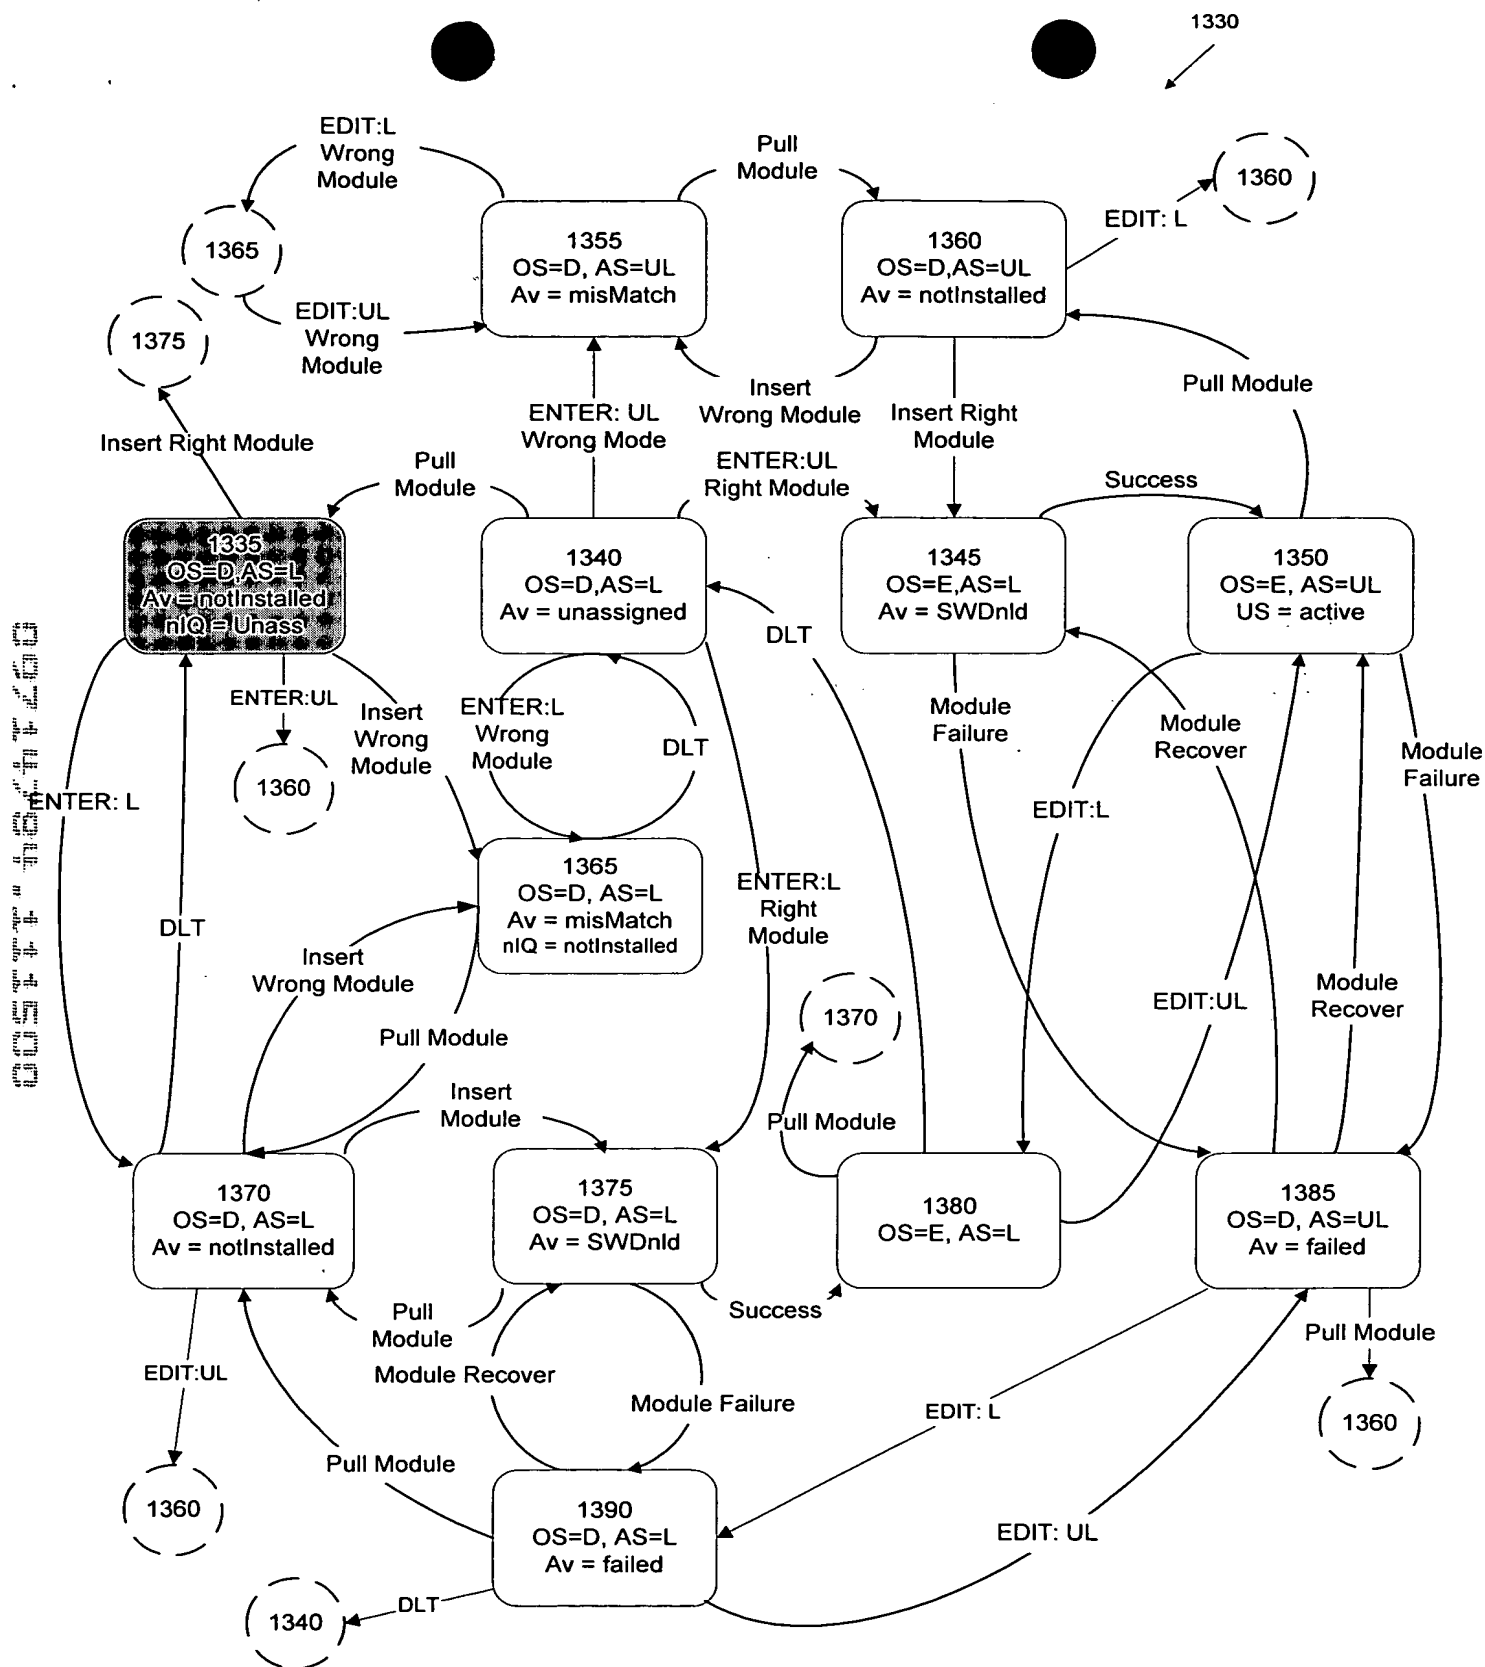 1330
EDIT:L
Wrong
Module
Pull
Module
1360
EDIT: L
1365
1355
OS=D, AS=UL
Av = misMatch
1360
OS=D,AS=UL
Av = notInstalled
EDIT:UL
Wrong
Module
1375
Insert Right Module
Insert
Wrong Module
Insert Right
Module
Pull Module
ENTER: UL
Wrong Mode
Pull
Module
ENTER:UL
Right Module
Success
1335
OS=D,AS=L
Av = notInstalled
nIQ = Unass
1340
OS=D,AS=L
Av = unassigned
1345
OS=E,AS=L
Av = SWDnld
1350
OS=E, AS=UL
US = active
DLT
ENTER:UL
1360
Insert
Wrong
Module
ENTER:L
Wrong
Module
DLT
Module
Failure
Module
Recover
Module
Failure
ENTER: L
EDIT:L
1365
OS=D, AS=L
Av = misMatch
nIQ = notInstalled
ENTER:L
Right
Module
DLT
Insert
Wrong Module
Pull Module
1370
EDIT:UL
Module
Recover
Insert
Module
Pull Module
1370
OS=D, AS=L
Av = notInstalled
1375
OS=D, AS=L
Av = SWDnld
1380
OS=E, AS=L
1385
OS=D, AS=UL
Av = failed
Pull
Module
Success
Pull Module
EDIT:UL
Module Recover
Module Failure
EDIT: L
1360
Pull Module
1360
1390
OS=D, AS=L
Av = failed
EDIT: UL
DLT
1340